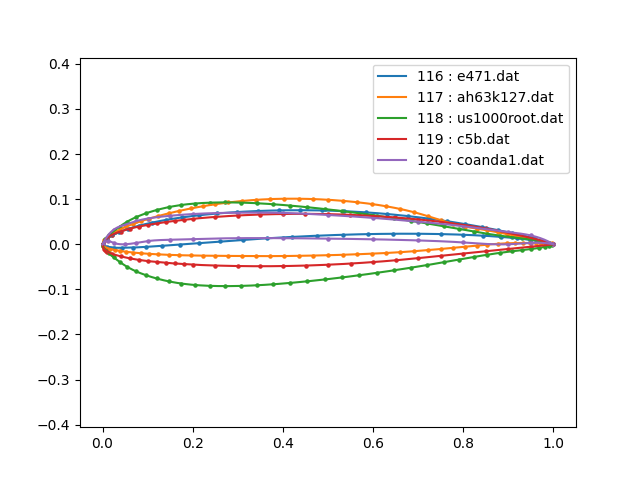 0.4
0.3
0.2
0.1
0.0
−0.1
−0.2
−0.3
−0.4
0.0 0.2 0.4 0.6 0.8 1.0
116 : e471.dat
117 : ah63k127.dat
118 : us1000root.dat
119 : c5b.dat
120 : coanda1.dat